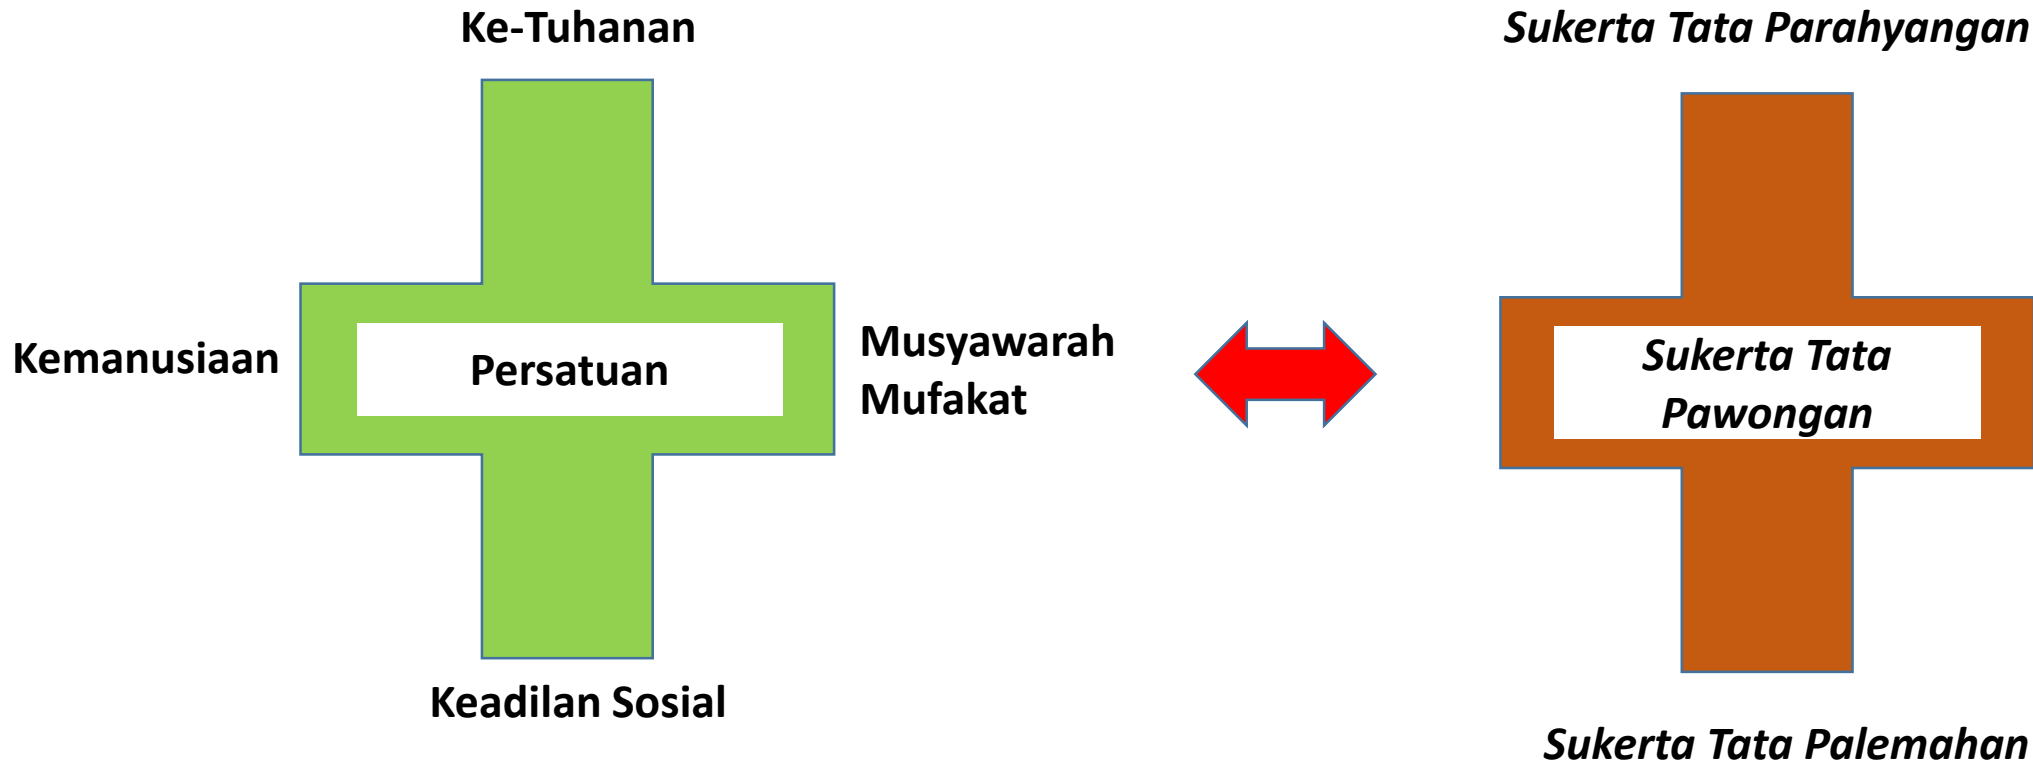 Ke-Tuhanan
Kemanusiaan
Persatuan
Musyawarah
Mufakat
Keadilan Sosial
Sukerta Tata Parahyangan
Sukerta Tata
Pawongan
Sukerta Tata Palemahan